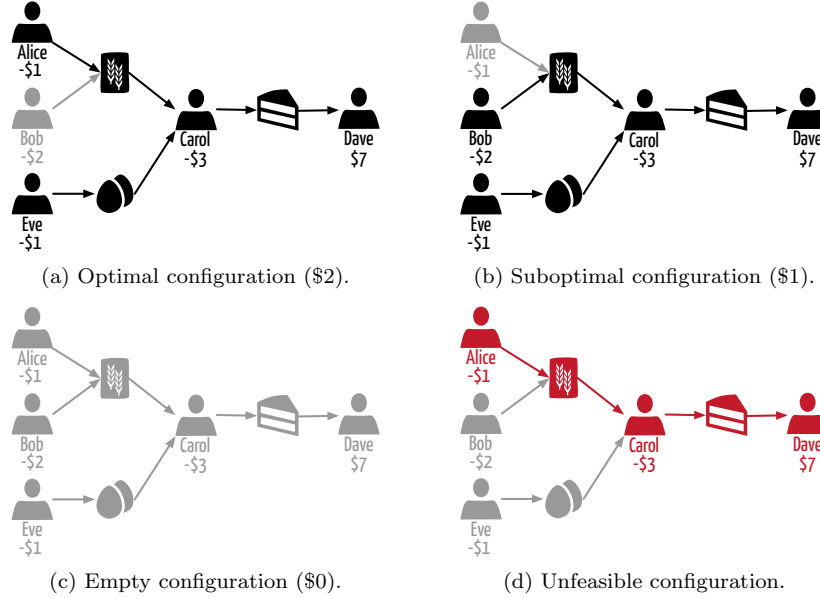 Alice
-$1
Bob
-$2
Eve
-$1
Carol
-$3
Dave
$7
(a) Optimal configuration ($2).
Alice
-$1
Bob
-$2
Eve
-$1
Carol
-$3
Dave
$7
(b) Suboptimal configuration ($1).
Alice
-$1
Bob
-$2
Eve
-$1
Carol
-$3
Dave
$7
(c) Empty configuration ($0).
Alice
-$1
Bob
-$2
Eve
-$1
Carol
-$3
Dave
$7
(d) Unfeasible configuration.